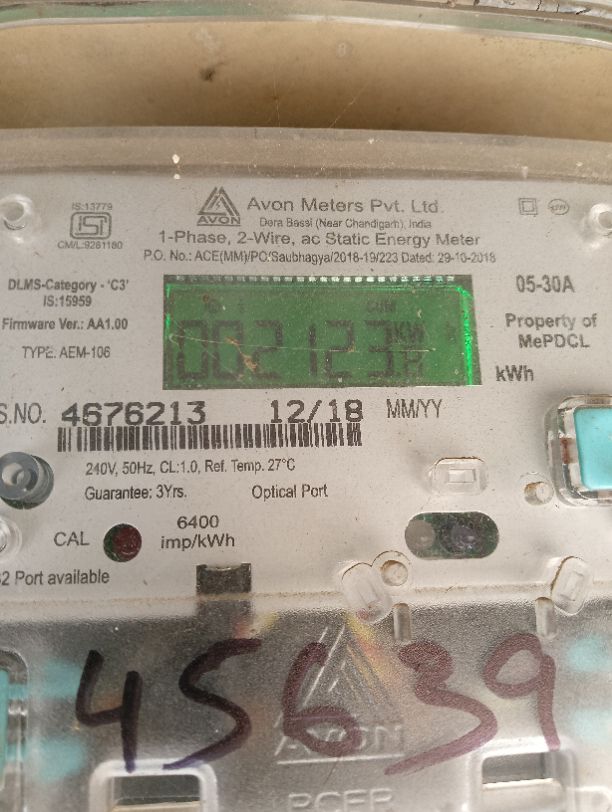 IS:13779
ISI
CM/L:9281180
AVON
Avon Meters Pvt. Ltd.
Dera Bassi (Near Chandigarh), India
1-Phase, 2-Wire, ac Static Energy Meter
P.O. No.: ACE(MM)/PO/Saubhagya/2018-19/223 Dated: 29-10-2018
DLMS-Category - 'C3'
IS:15959
Firmware Ver.: AA1.00
TYPE: AEM-106
CUM
002123 KW
H
05-30A
Property of
MePDCL
kWh
S.NO. 4676213 12/18 MM/YY
240V, 50Hz, CL:1.0, Ref. Temp. 27°C
Guarantee: 3Yrs. Optical Port
CAL
6400
imp/kWh
Port available
45639
AVON